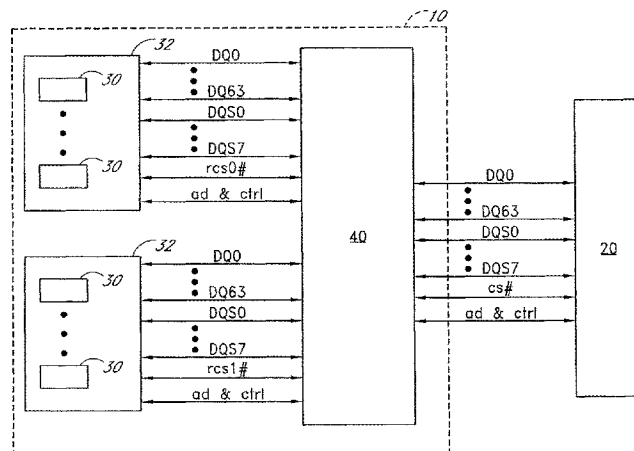 10
32
30
30
DQ0
DQ63
DQS0
DQS7
rcs0#
ad & ctrl
32
30
30
DQ0
DQ63
DQS0
DQS7
rcs1#
ad & ctrl
40
DQ0
DQ63
DQS0
DQS7
cs#
ad & ctrl
20